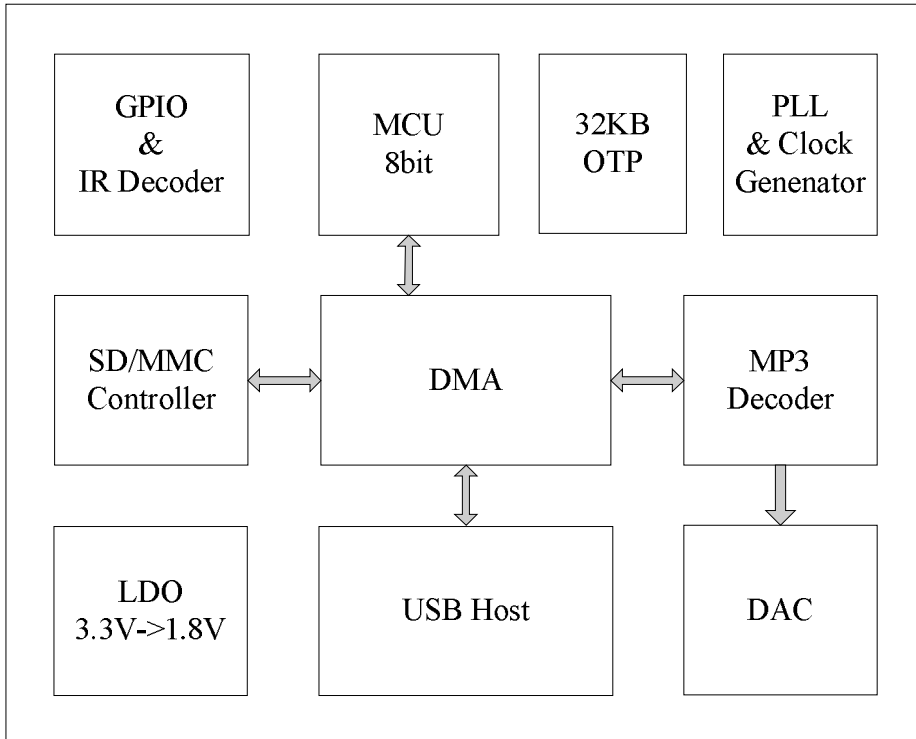 GPIO
&
IR Decoder
MCU
8bit
32KB
OTP
PLL
& Clock
Genenator
SD/MMC
Controller
DMA
MP3
Decoder
LDO
3.3V->1.8V
USB Host
DAC